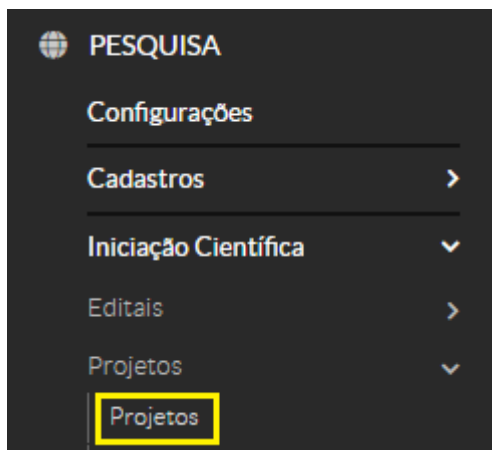 PESQUISA
Configurações
Cadastros
Iniciação Científica
Editais
Projetos
Projetos